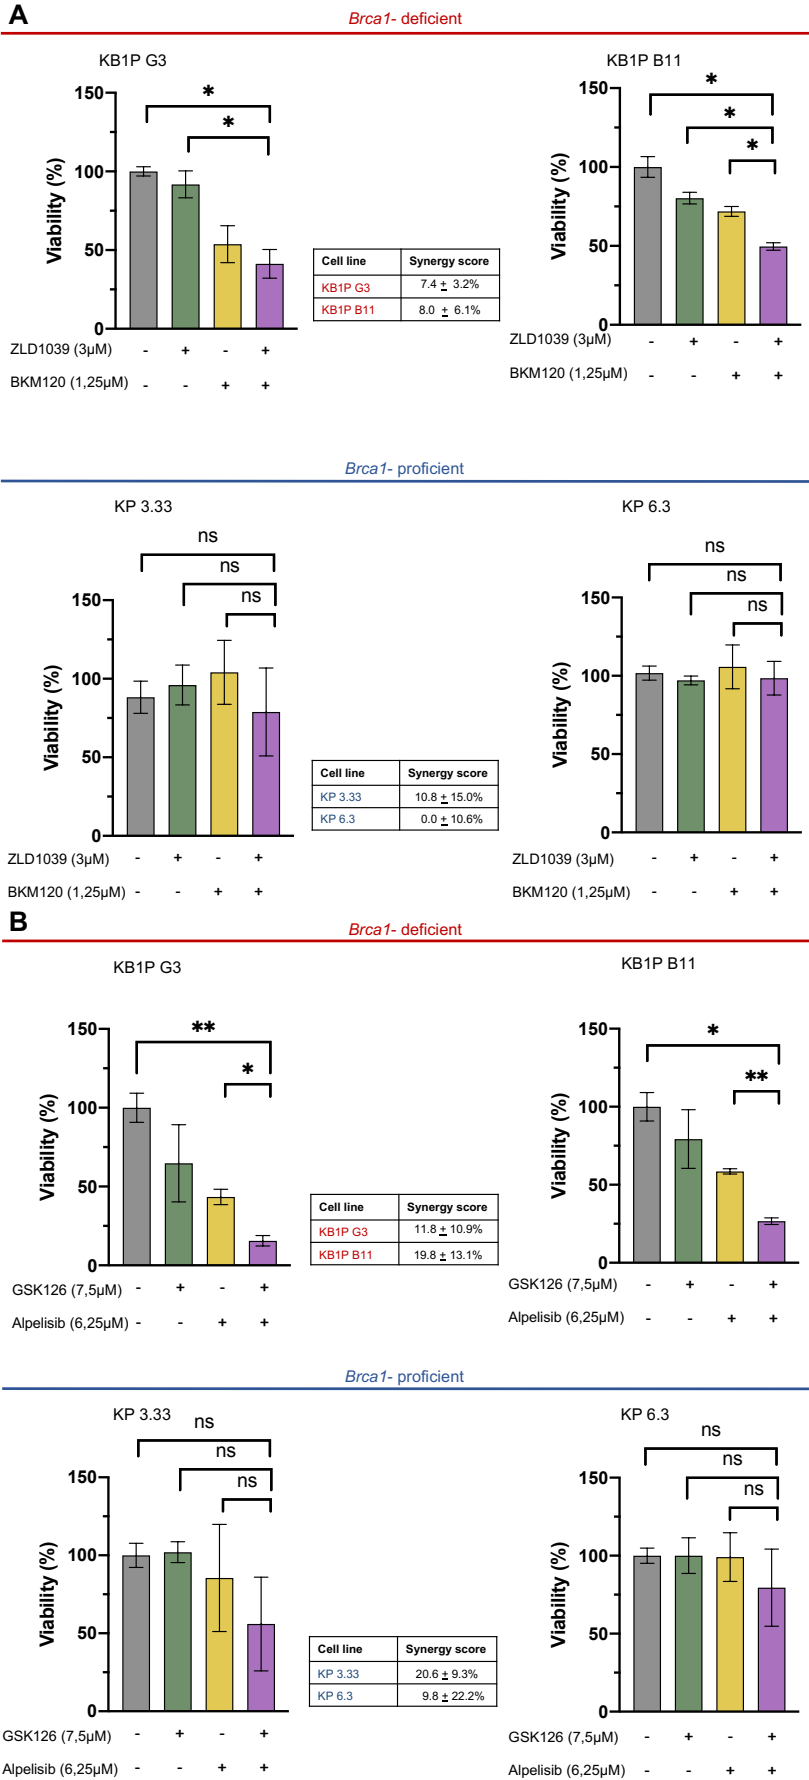 A
Brca1- deficient
KB1P G3
*
*
150
100
50
0
Viability (%)
ZLD1039 (3µM) - + - +
BKM120 (1,25µM) - - + +
Cell line Synergy score
KB1P G3 7.4 ± 3.2%
KB1P B11 8.0 ± 6.1%
KB1P B11
*
*
*
150
100
50
0
Viability (%)
ZLD1039 (3µM) - + - +
BKM120 (1,25µM) - - + +
Brca1- proficient
KP 3.33
ns
ns
ns
150
100
50
0
Viability (%)
ZLD1039 (3µM) - + - +
BKM120 (1,25µM) - - + +
Cell line Synergy score
KP 3.33 10.8 ± 15.0%
KP 6.3 0.0 ± 10.6%
KP 6.3
ns
ns
ns
150
100
50
0
Viability (%)
ZLD1039 (3µM) - + - +
BKM120 (1,25µM) - - + +
B
Brca1- deficient
KB1P G3
**
*
150
100
50
0
Viability (%)
GSK126 (7,5µM) - + - +
Alpelisib (6,25µM) - - + +
Cell line Synergy score
KB1P G3 11.8 ± 10.9%
KB1P B11 19.8 ± 13.1%
KB1P B11
*
**
150
100
50
0
Viability (%)
GSK126 (7,5µM) - + - +
Alpelisib (6,25µM) - - + +
Brca1- proficient
KP 3.33
ns
ns
ns
150
100
50
0
Viability (%)
GSK126 (7,5µM) - + - +
Alpelisib (6,25µM) - - + +
Cell line Synergy score
KP 3.33 20.6 ± 9.3%
KP 6.3 9.8 ± 22.2%
KP 6.3
ns
ns
ns
150
100
50
0
Viability (%)
GSK126 (7,5µM) - + - +
Alpelisib (6,25µM) - - + +